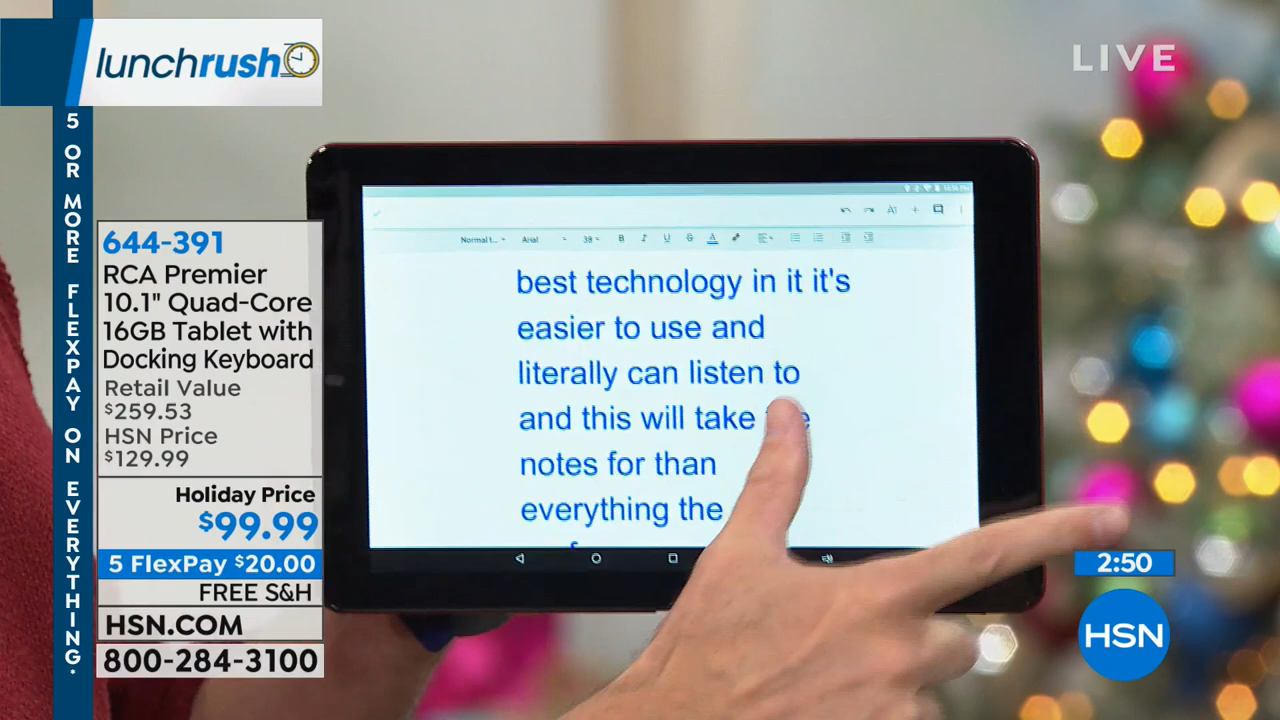 lunchrush
LIVE
5 OR MORE FLEXPAY ON EVERYTHING.
644-391
RCA Premier
10.1" Quad-Core
16GB Tablet with
Docking Keyboard
Retail Value
$259.53
HSN Price
$129.99
Holiday Price
$99.99
5 FlexPay $20.00
FREE S&H
HSN.COM
800-284-3100
Normal t... Arial 38 B I U S A
best technology in it it's
easier to use and
literally can listen to
and this will take
notes for than
everything the
2:50
HSN